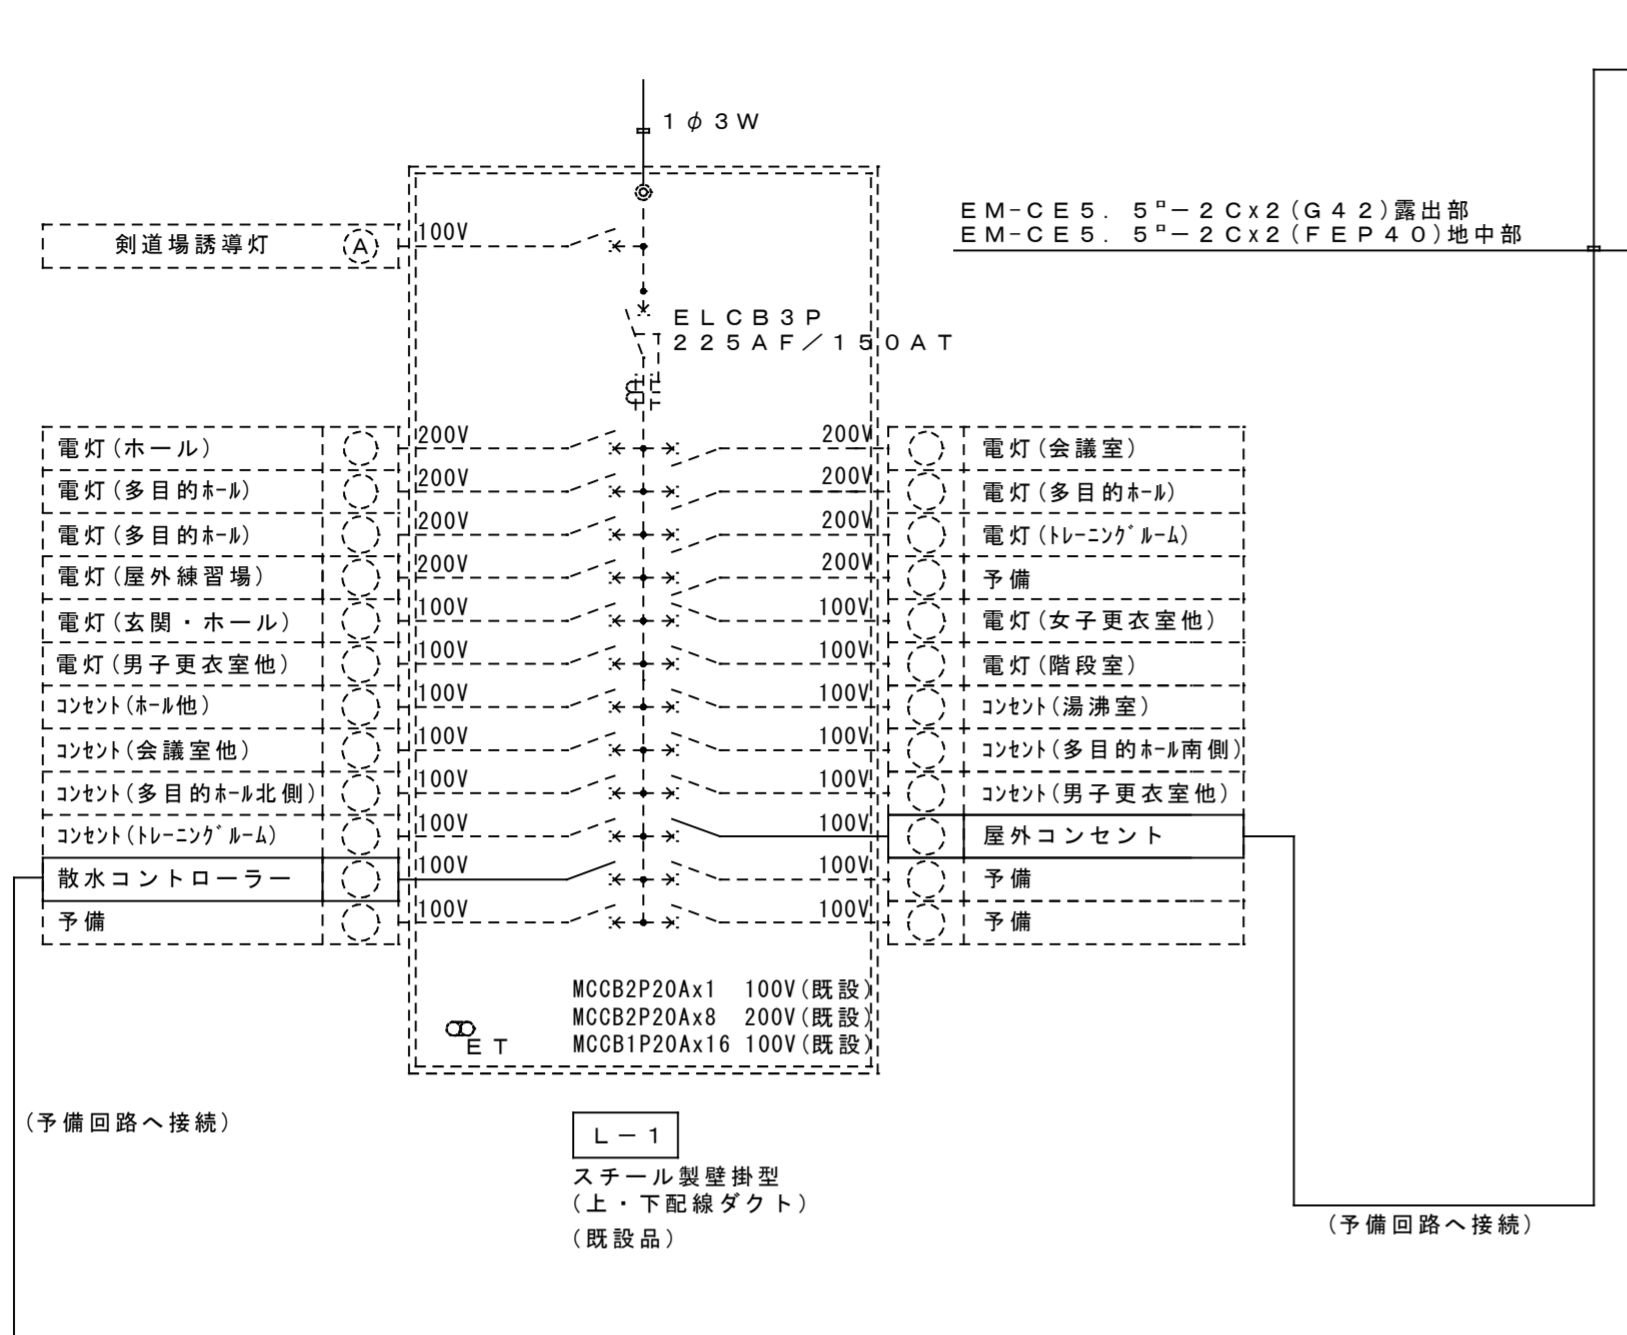 1φ3W
EM-CE5.5□-2Cx2(G42)露出部
EM-CE5.5□-2Cx2(FEP40)地中部
剣道場誘導灯 A 100V
ELCB3P
225AF/150AT
電灯(ホール) 200V 200V 電灯(会議室)
電灯(多目的ﾎｰﾙ) 200V 200V 電灯(多目的ﾎｰﾙ)
電灯(多目的ﾎｰﾙ) 200V 200V 電灯(ﾄﾚｰﾆﾝｸﾞﾙｰﾑ)
電灯(屋外練習場) 200V 200V 予備
電灯(玄関・ホール) 100V 100V 電灯(女子更衣室他)
電灯(男子更衣室他) 100V 100V 電灯(階段室)
ｺﾝｾﾝﾄ(ﾎｰﾙ他) 100V 100V ｺﾝｾﾝﾄ(湯沸室)
ｺﾝｾﾝﾄ(会議室他) 100V 100V ｺﾝｾﾝﾄ(多目的ﾎｰﾙ南側)
ｺﾝｾﾝﾄ(多目的ﾎｰﾙ北側) 100V 100V ｺﾝｾﾝﾄ(男子更衣室他)
ｺﾝｾﾝﾄ(ﾄﾚｰﾆﾝｸﾞﾙｰﾑ) 100V 100V 屋外コンセント
散水コントローラー 100V 100V 予備
予備 100V 100V 予備
MCCB2P20Ax1 100V(既設)
MCCB2P20Ax8 200V(既設)
MCCB1P20Ax16 100V(既設)
ET
(予備回路へ接続)
L-1
スチール製壁掛型
(上・下配線ダクト)
(既設品)
(予備回路へ接続)